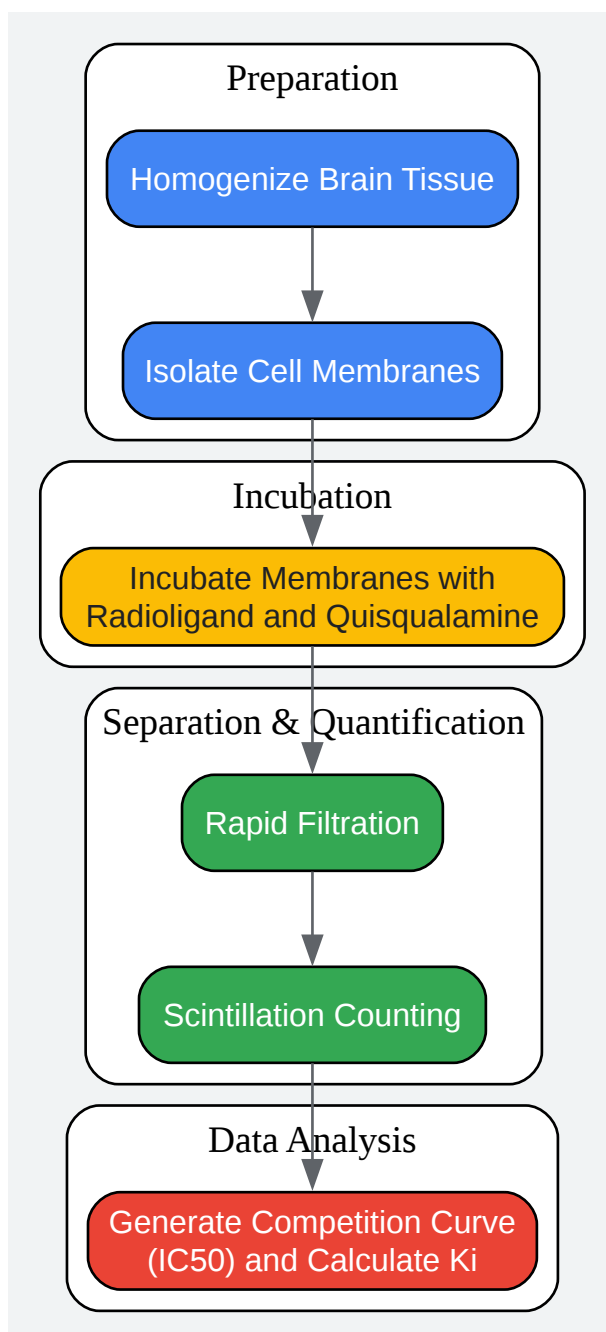 Preparation
Homogenize Brain Tissue
Isolate Cell Membranes
Incubation
Incubate Membranes with
Radioligand and Quisqualamine
Separation & Quantification
Rapid Filtration
Scintillation Counting
Data Analysis
Generate Competition Curve
(IC50) and Calculate Ki